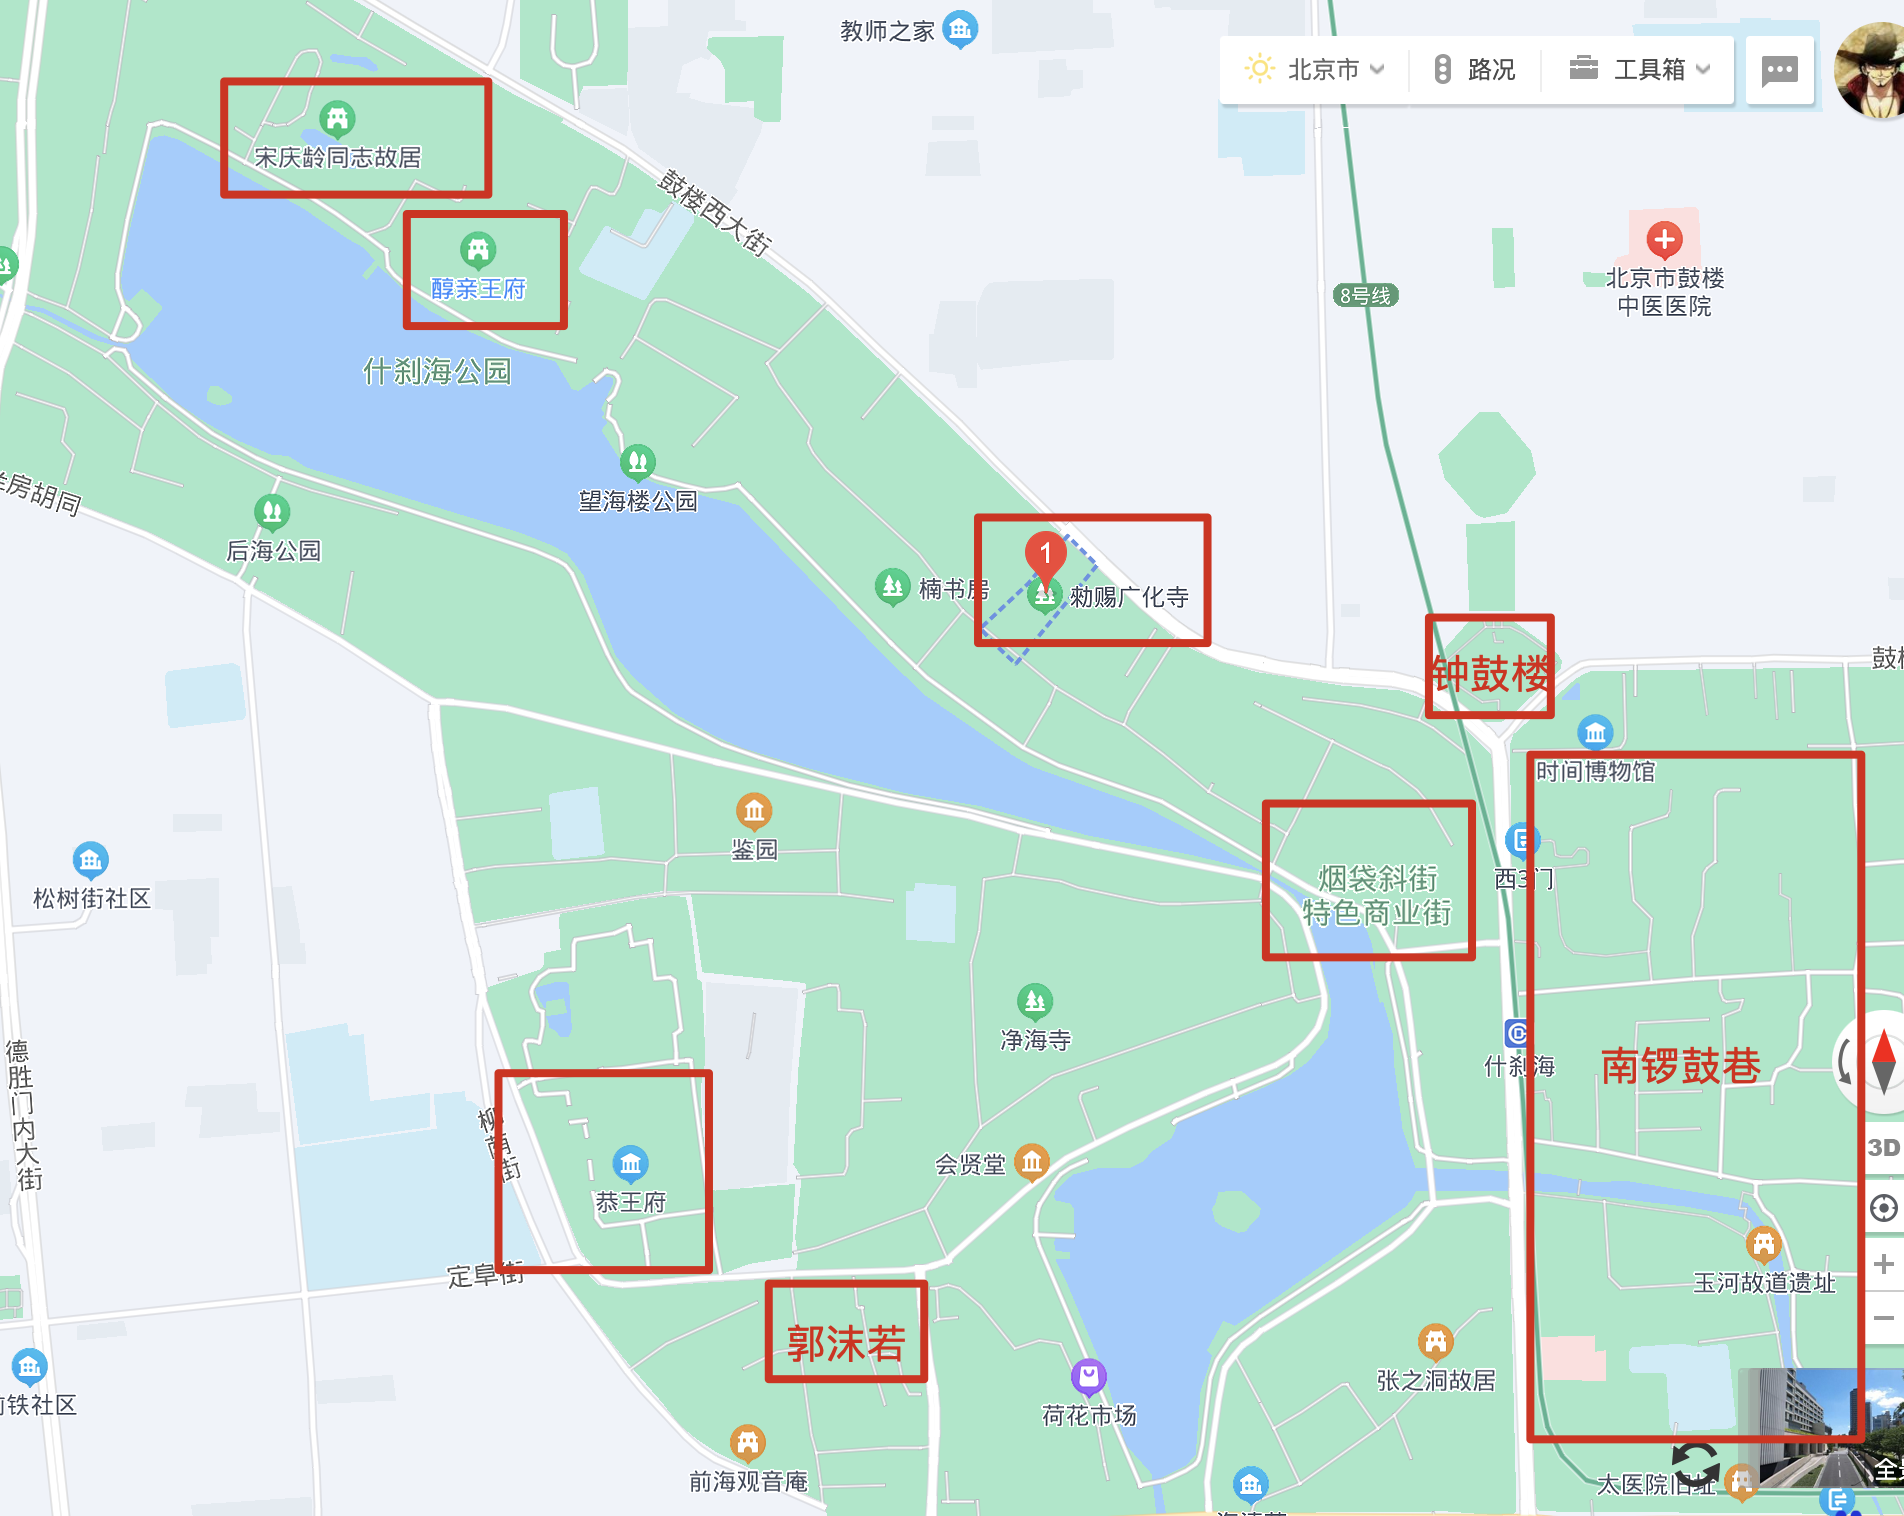 教师之家
北京市
路况
工具箱
宋庆龄同志故居
鼓楼西大街
醇亲王府
8号线
北京市鼓楼
中医医院
什刹海公园
房胡同
望海楼公园
后海公园
楠书房
1
敕赐广化寺
钟鼓楼
鼓
时间博物馆
鉴园
松树街社区
烟袋斜街
特色商业街
西3门
净海寺
什刹海
南锣鼓巷
德胜门内大街
柳荫街
3D
会贤堂
恭王府
定阜街
玉河故道遗址
郭沫若
张之洞故居
铁社区
荷花市场
前海观音庵
太医院旧址
全